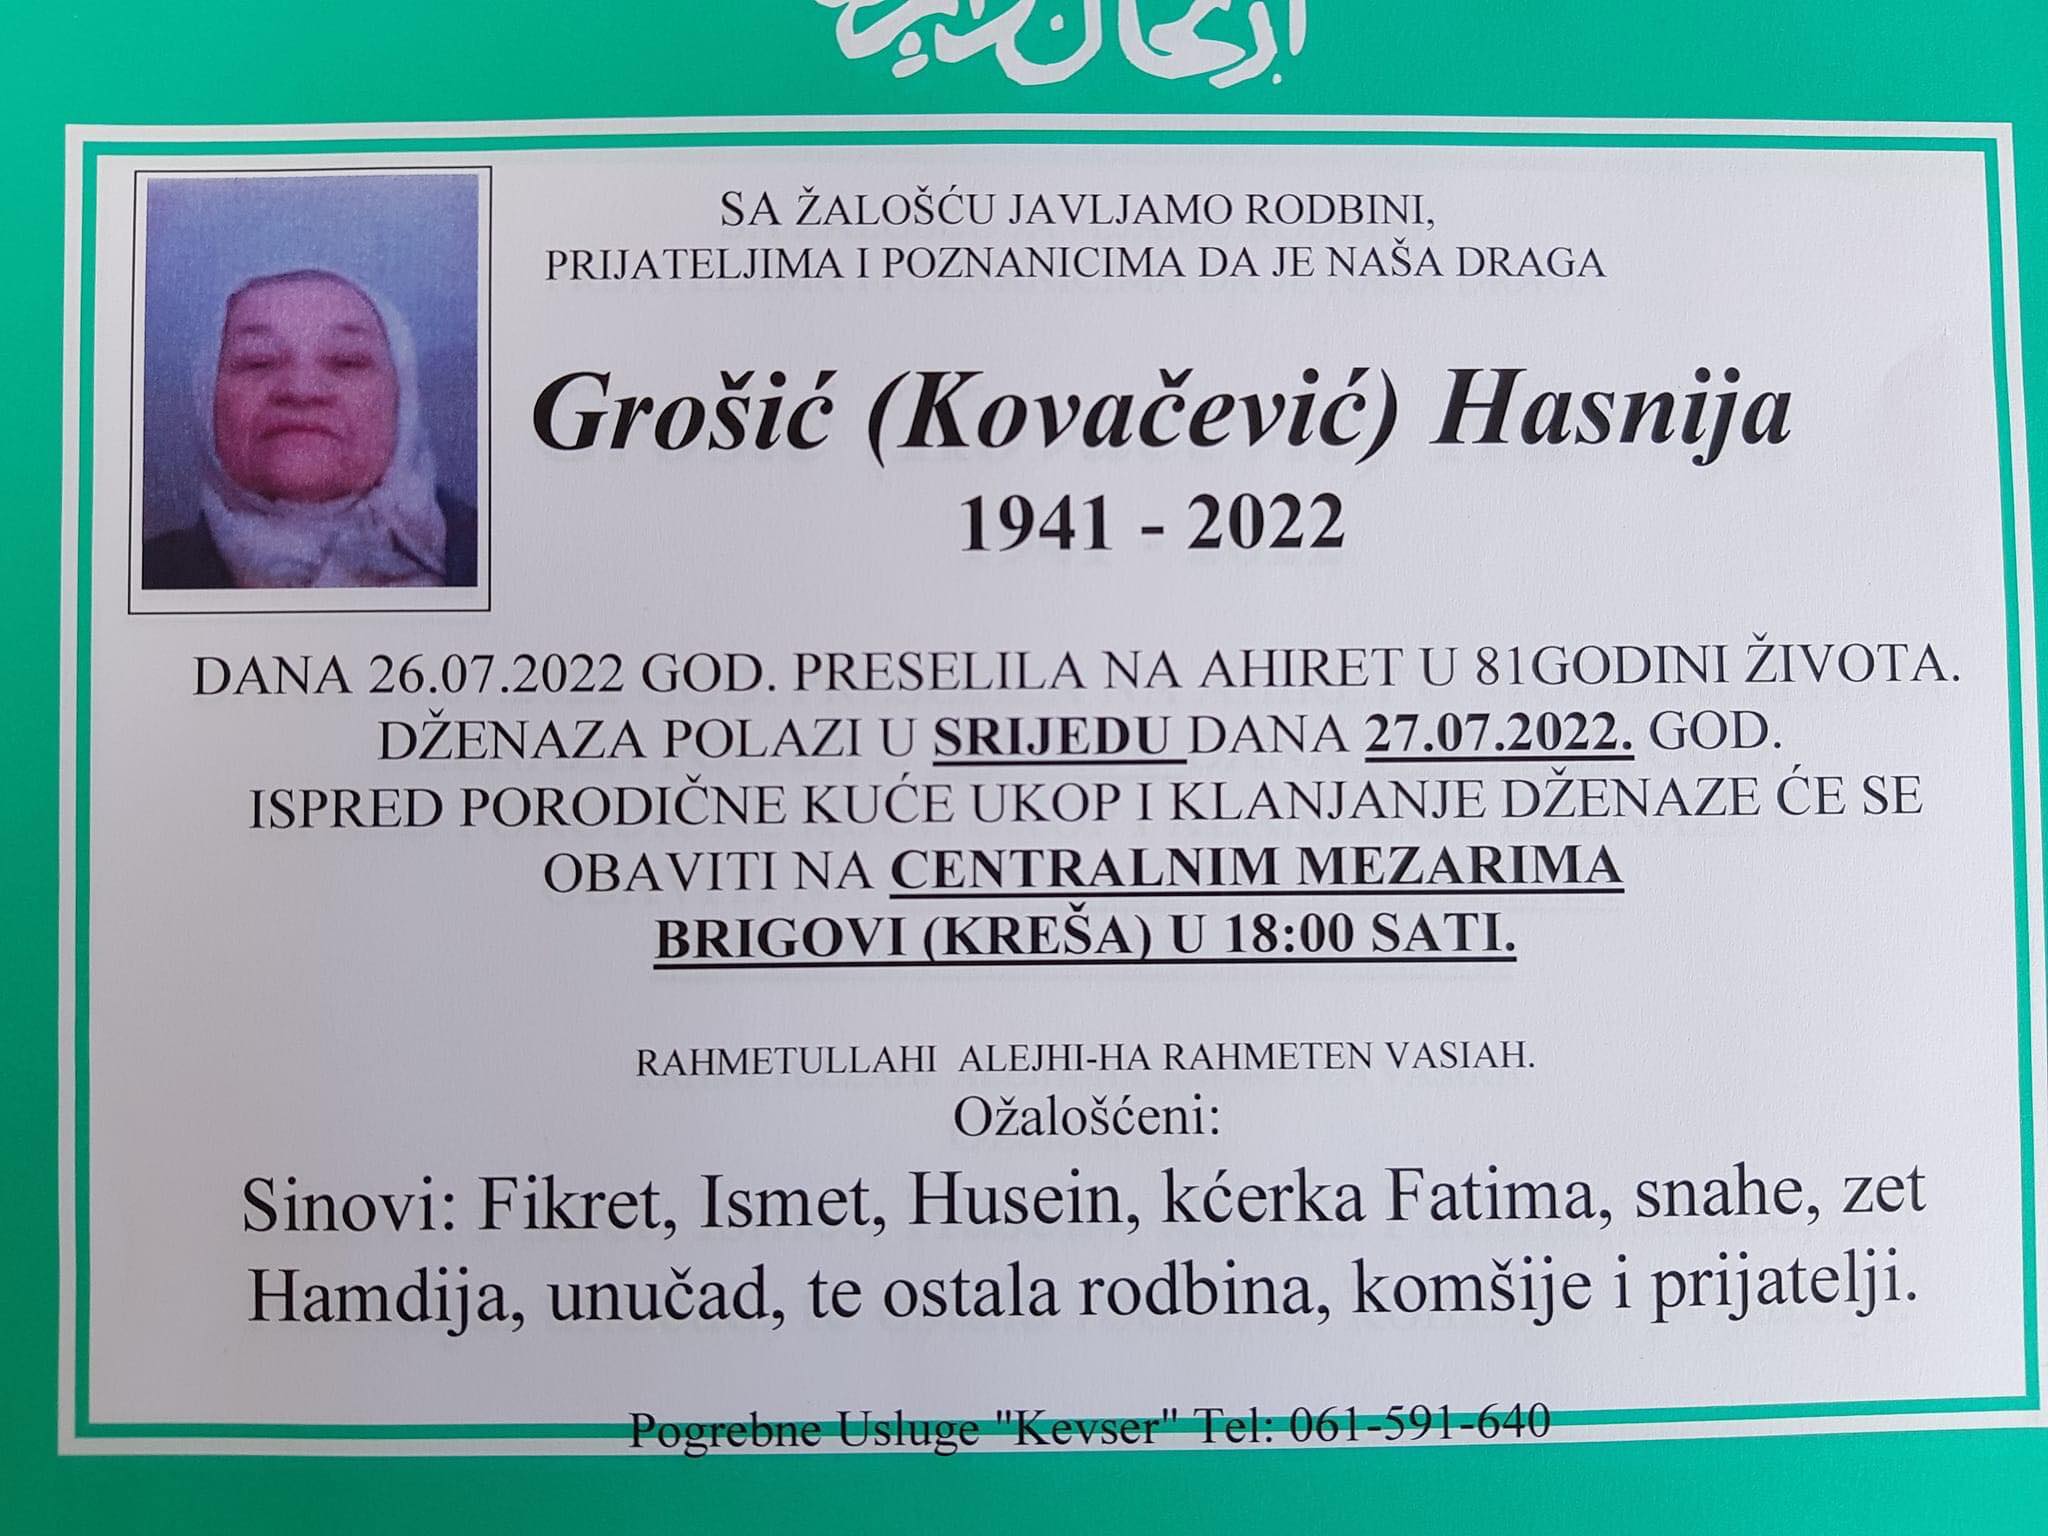 SA ŽALOŠĆU JAVLJAMO RODBINI,
PRIJATELJIMA I POZNANICIMA DA JE NAŠA DRAGA
Grošić (Kovačević) Hasnija
1941 - 2022
DANA 26.07.2022 GOD. PRESELILA NA AHIRET U 81GODINI ŽIVOTA.
DŽENAZA POLAZI U SRIJEDU DANA 27.07.2022. GOD.
ISPRED PORODIČNE KUĆE UKOP I KLANJANJE DŽENAZE ĆE SE
OBAVITI NA CENTRALNIM MEZARIMA
BRIGOVI (KREŠA) U 18:00 SATI.
RAHMETULLAHI ALEJHI-HA RAHMETEN VASIAH.
Ožalošćeni:
Sinovi: Fikret, Ismet, Husein, kćerka Fatima, snahe, zet
Hamdija, unučad, te ostala rodbina, komšije i prijatelji.
Pogrebne Usluge "Kevser" Tel: 061-591-640